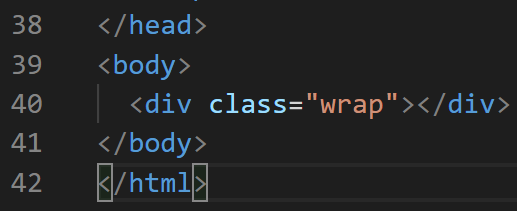 38 </head>
39 <body>
40   <div class="wrap"></div>
41 </body>
42 </html>